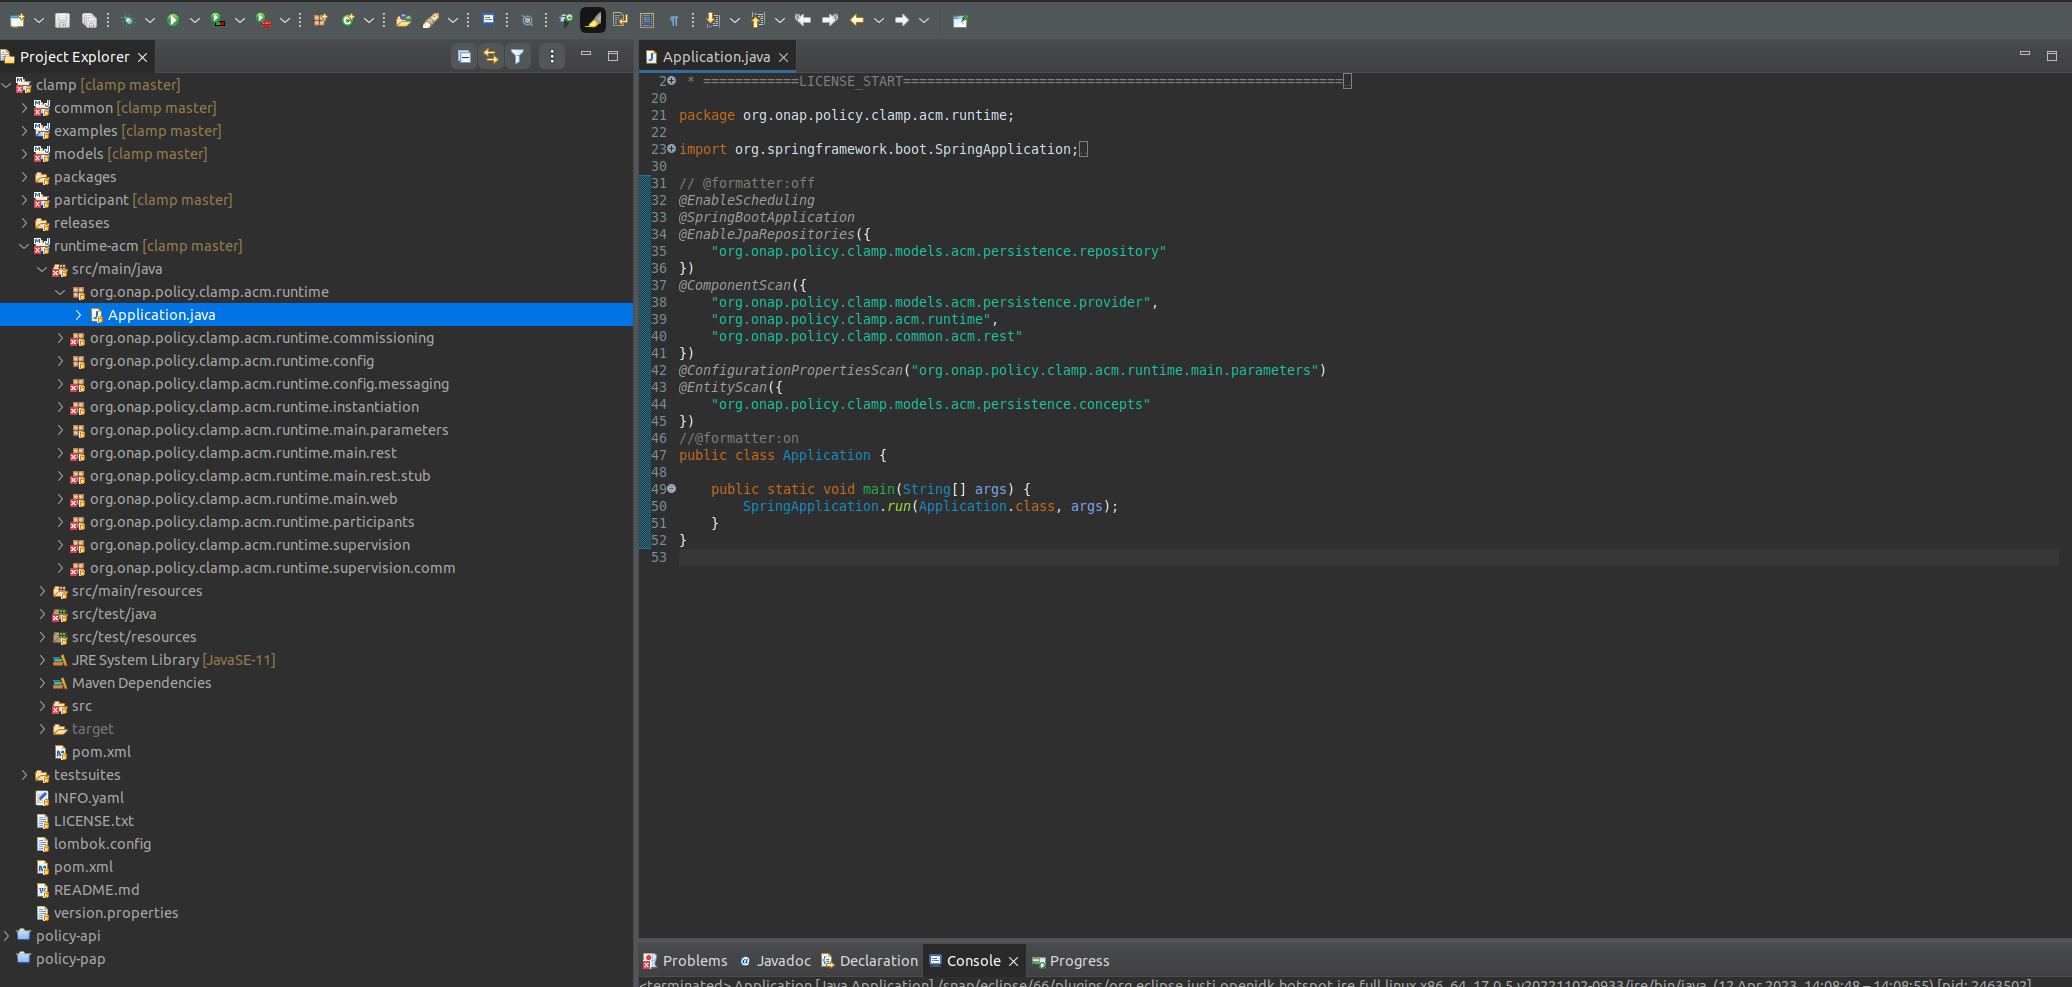 Project Explorer
clamp [clamp master]
common [clamp master]
examples [clamp master]
models [clamp master]
packages
participant [clamp master]
releases
runtime-acm [clamp master]
src/main/java
org.onap.policy.clamp.acm.runtime
Application.java
org.onap.policy.clamp.acm.runtime.commissioning
org.onap.policy.clamp.acm.runtime.config
org.onap.policy.clamp.acm.runtime.config.messaging
org.onap.policy.clamp.acm.runtime.instantiation
org.onap.policy.clamp.acm.runtime.main.parameters
org.onap.policy.clamp.acm.runtime.main.rest
org.onap.policy.clamp.acm.runtime.main.rest.stub
org.onap.policy.clamp.acm.runtime.main.web
org.onap.policy.clamp.acm.runtime.participants
org.onap.policy.clamp.acm.runtime.supervision
org.onap.policy.clamp.acm.runtime.supervision.comm
src/main/resources
src/test/java
src/test/resources
JRE System Library [JavaSE-11]
Maven Dependencies
src
target
pom.xml
testsuites
INFO.yaml
LICENSE.txt
lombok.config
pom.xml
README.md
version.properties
policy-api
policy-pap
Application.java
2 * ============LICENSE_START=======================================================
20
21 package org.onap.policy.clamp.acm.runtime;
22
23 import org.springframework.boot.SpringApplication;
30
31 // @formatter:off
32 @EnableScheduling
33 @SpringBootApplication
34 @EnableJpaRepositories({
35 "org.onap.policy.clamp.models.acm.persistence.repository"
36 })
37 @ComponentScan({
38 "org.onap.policy.clamp.models.acm.persistence.provider",
39 "org.onap.policy.clamp.acm.runtime",
40 "org.onap.policy.clamp.common.acm.rest"
41 })
42 @ConfigurationPropertiesScan("org.onap.policy.clamp.acm.runtime.main.parameters")
43 @EntityScan({
44 "org.onap.policy.clamp.models.acm.persistence.concepts"
45 })
46 //@formatter:on
47 public class Application {
48
49 public static void main(String[] args) {
50 SpringApplication.run(Application.class, args);
51 }
52 }
53
Problems Javadoc Declaration Console Progress
<terminated> Application [Java Application] /snap/eclipse/66/plugins/org.eclipse.justj.openjdk.hotspot.jre.full.linux.x86_64_17.0.5.v20221102-0933/jre/bin/java (12 Apr 2023, 14:08:48 – 14:08:55) [pid: 2463502]